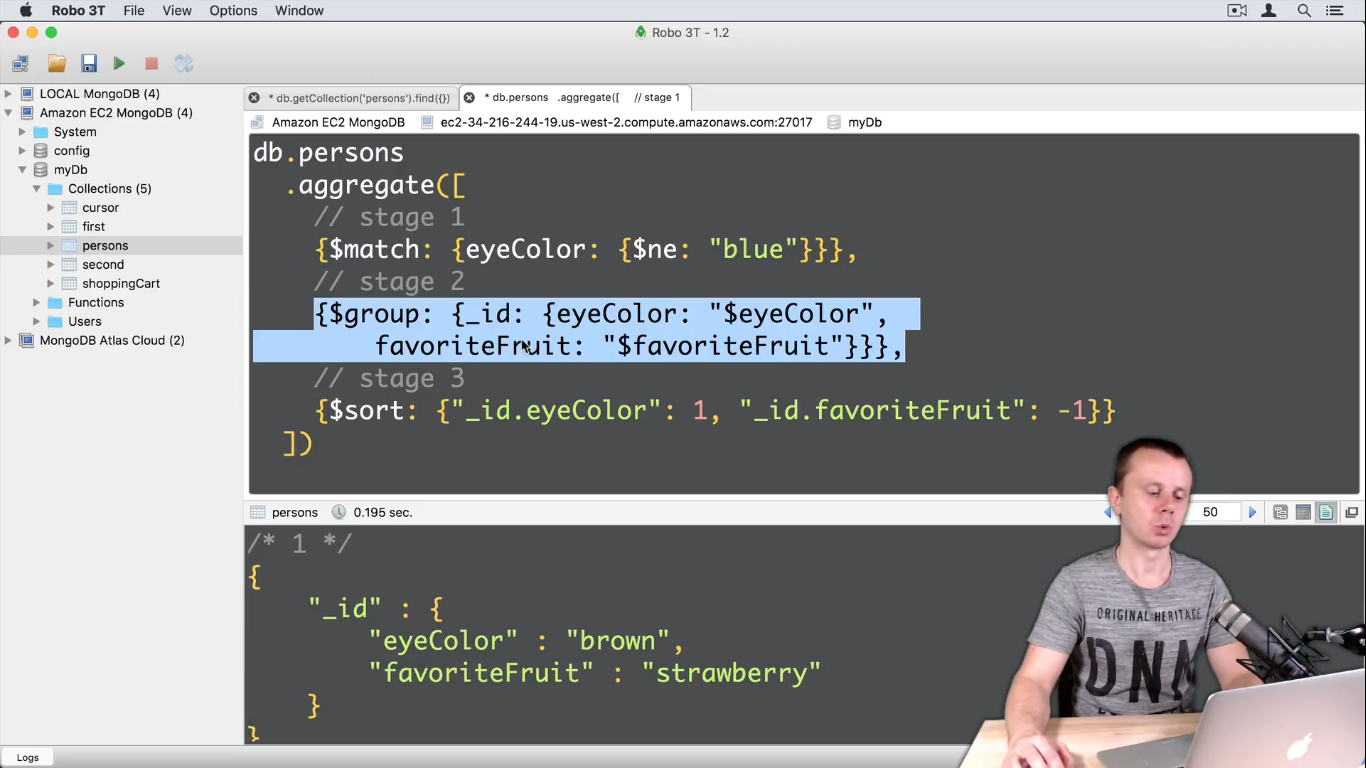 Robo 3T File View Options Window
Robo 3T - 1.2
LOCAL MongoDB (4)
Amazon EC2 MongoDB (4)
System
config
myDb
Collections (5)
cursor
first
persons
second
shoppingCart
Functions
Users
MongoDB Atlas Cloud (2)
* db.getCollection('persons').find({}) * db.persons .aggregate([ // stage 1
Amazon EC2 MongoDB ec2-34-216-244-19.us-west-2.compute.amazonaws.com:27017 myDb
db.persons
.aggregate([
// stage 1
{$match: {eyeColor: {$ne: "blue"}}},
// stage 2
{$group: {_id: {eyeColor: "$eyeColor",
favoriteFruit: "$favoriteFruit"}}},
// stage 3
{$sort: {"_id.eyeColor": 1, "_id.favoriteFruit": -1}}
])
persons 0.195 sec. 50
/* 1 */
{
"_id" : {
"eyeColor" : "brown",
"favoriteFruit" : "strawberry"
}
}
ORIGINAL HERITAGE
DNM
Logs